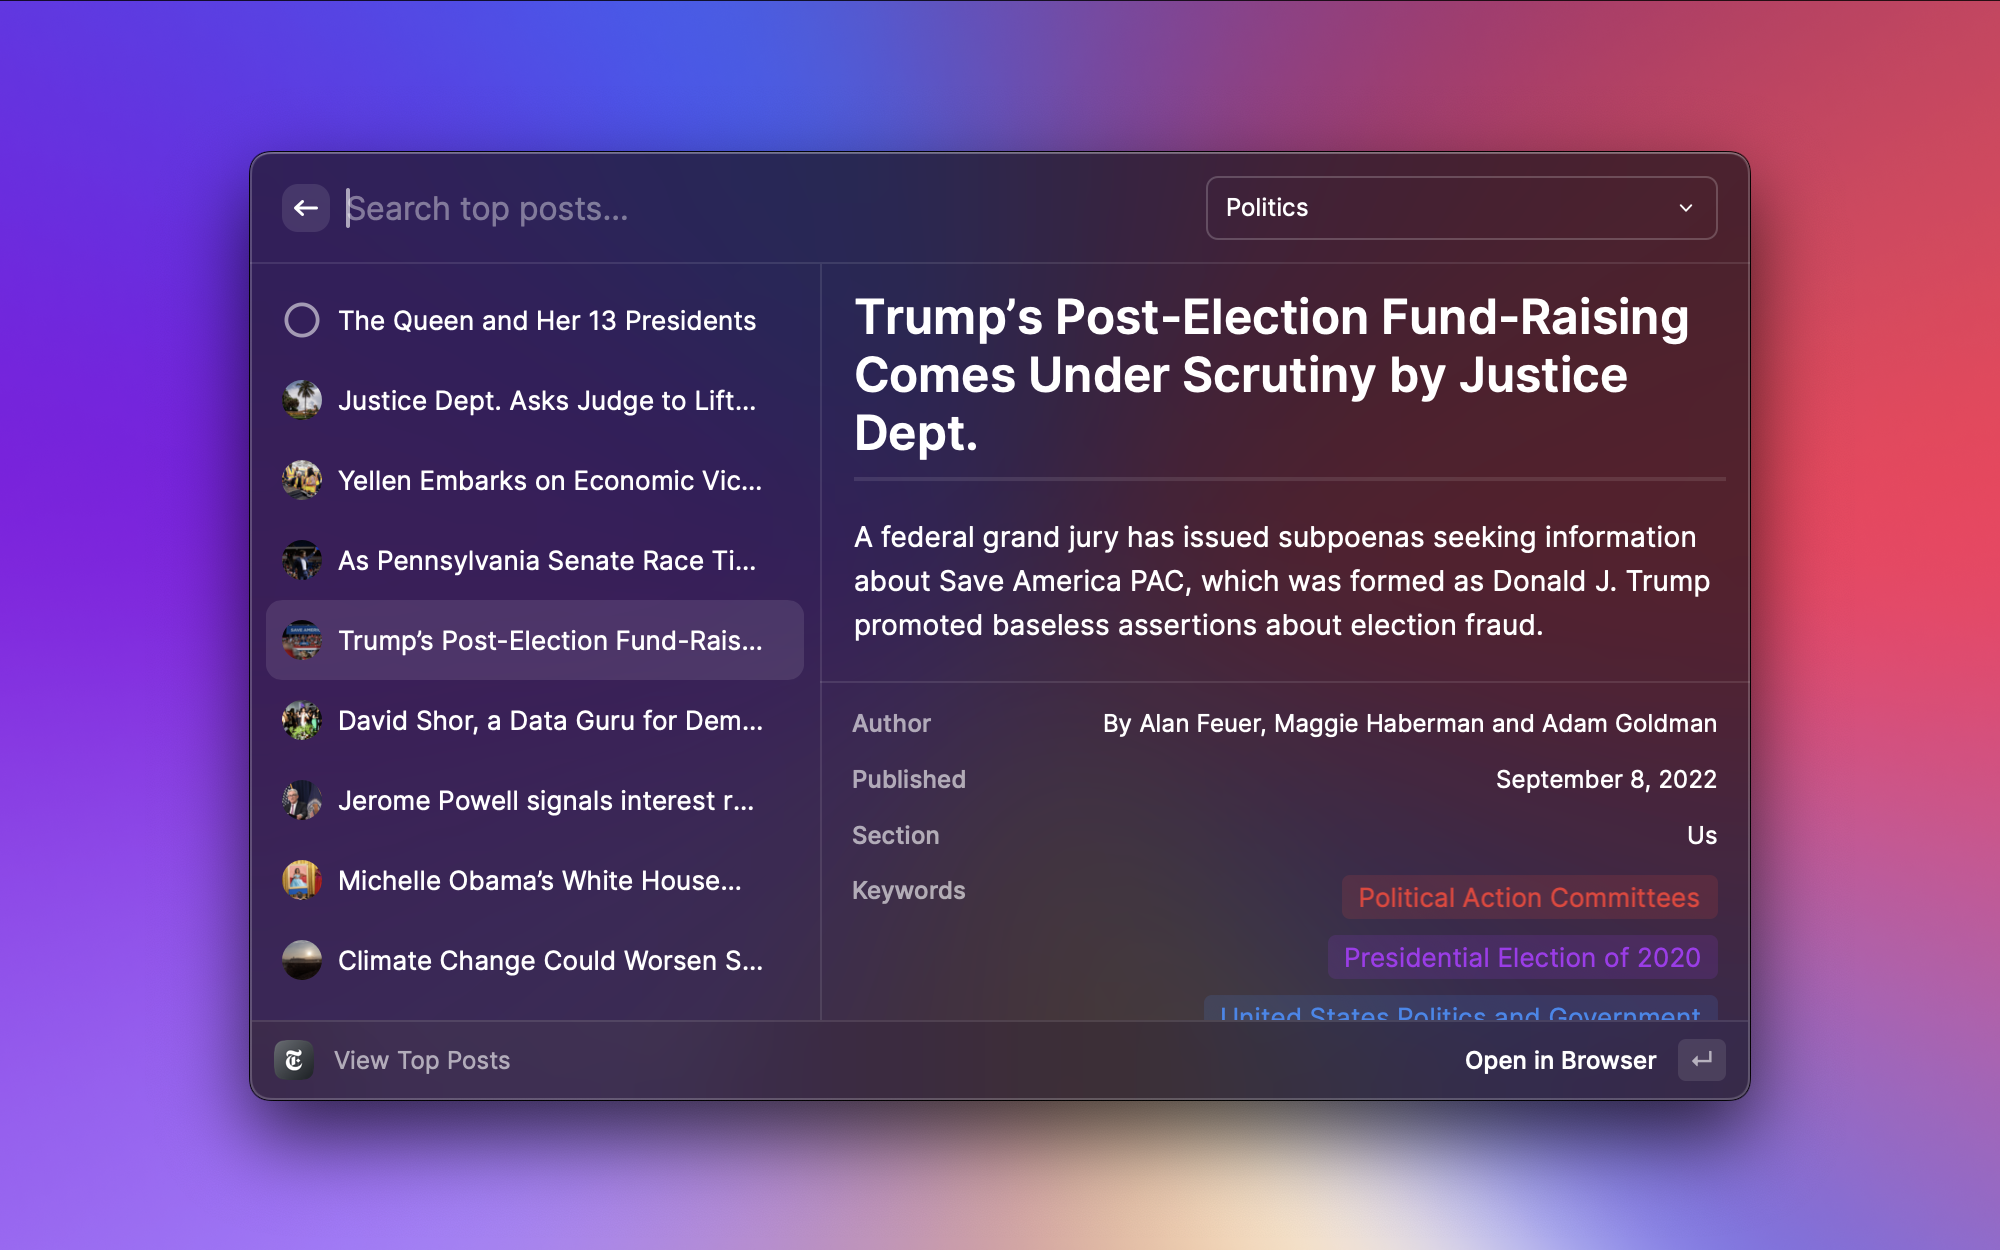 Search top posts...
Politics
The Queen and Her 13 Presidents
Justice Dept. Asks Judge to Lift...
Yellen Embarks on Economic Vic...
As Pennsylvania Senate Race Ti...
Trump’s Post-Election Fund-Rais...
David Shor, a Data Guru for Dem...
Jerome Powell signals interest r...
Michelle Obama’s White House...
Climate Change Could Worsen S...
Trump’s Post-Election Fund-Raising
Comes Under Scrutiny by Justice
Dept.
A federal grand jury has issued subpoenas seeking information
about Save America PAC, which was formed as Donald J. Trump
promoted baseless assertions about election fraud.
Author By Alan Feuer, Maggie Haberman and Adam Goldman
Published September 8, 2022
Section Us
Keywords Political Action Committees
Presidential Election of 2020
United States Politics and Government
View Top Posts
Open in Browser